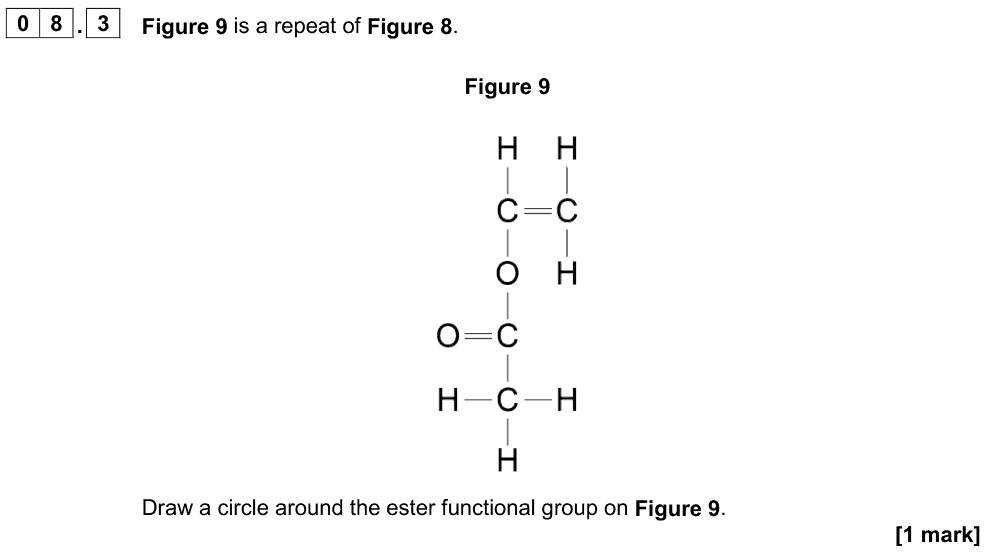 0 8 . 3 Figure 9 is a repeat of Figure 8.
Figure 9
H H
C=C
O H
O=C
H—C—H
H
Draw a circle around the ester functional group on Figure 9.
[1 mark]